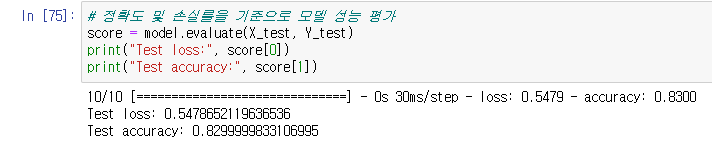 In [75]:
# 정확도 및 손실률을 기준으로 모델 성능 평가
score = model.evaluate(X_test, Y_test)
print("Test loss:", score[0])
print("Test accuracy:", score[1])
10/10 [==============================] - 0s 30ms/step - loss: 0.5479 - accuracy: 0.8300
Test loss: 0.5478652119636536
Test accuracy: 0.8299999833106995